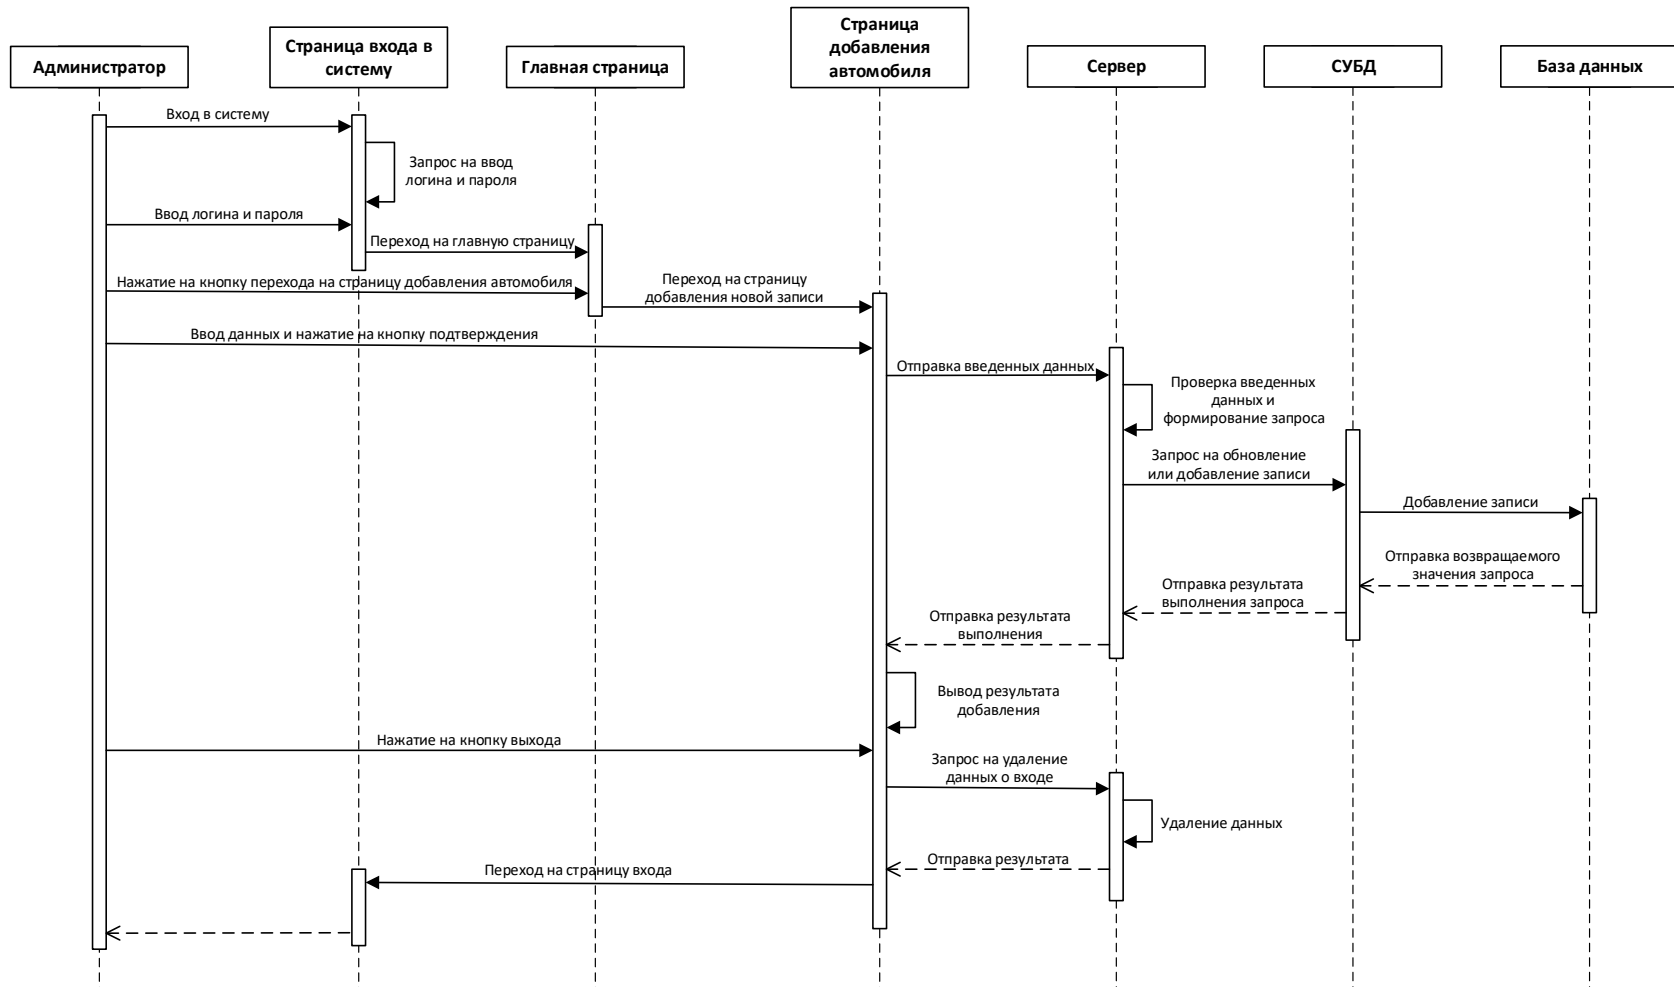 Администратор
Страница входа в
систему
Главная страница
Страница
добавления
автомобиля
Сервер
СУБД
База данных
Вход в систему
Запрос на ввод
логина и пароля
Ввод логина и пароля
Переход на главную страницу
Нажатие на кнопку перехода на страницу добавления автомобиля
Переход на страницу
добавления новой записи
Ввод данных и нажатие на кнопку подтверждения
Отправка введенных данных
Проверка введенных
данных и
формирование запроса
Запрос на обновление
или добавление записи
Добавление записи
Отправка возвращаемого
значения запроса
Отправка результата
выполнения запроса
Отправка результата
выполнения
Вывод результата
добавления
Нажатие на кнопку выхода
Запрос на удаление
данных о входе
Удаление данных
Отправка результата
Переход на страницу входа